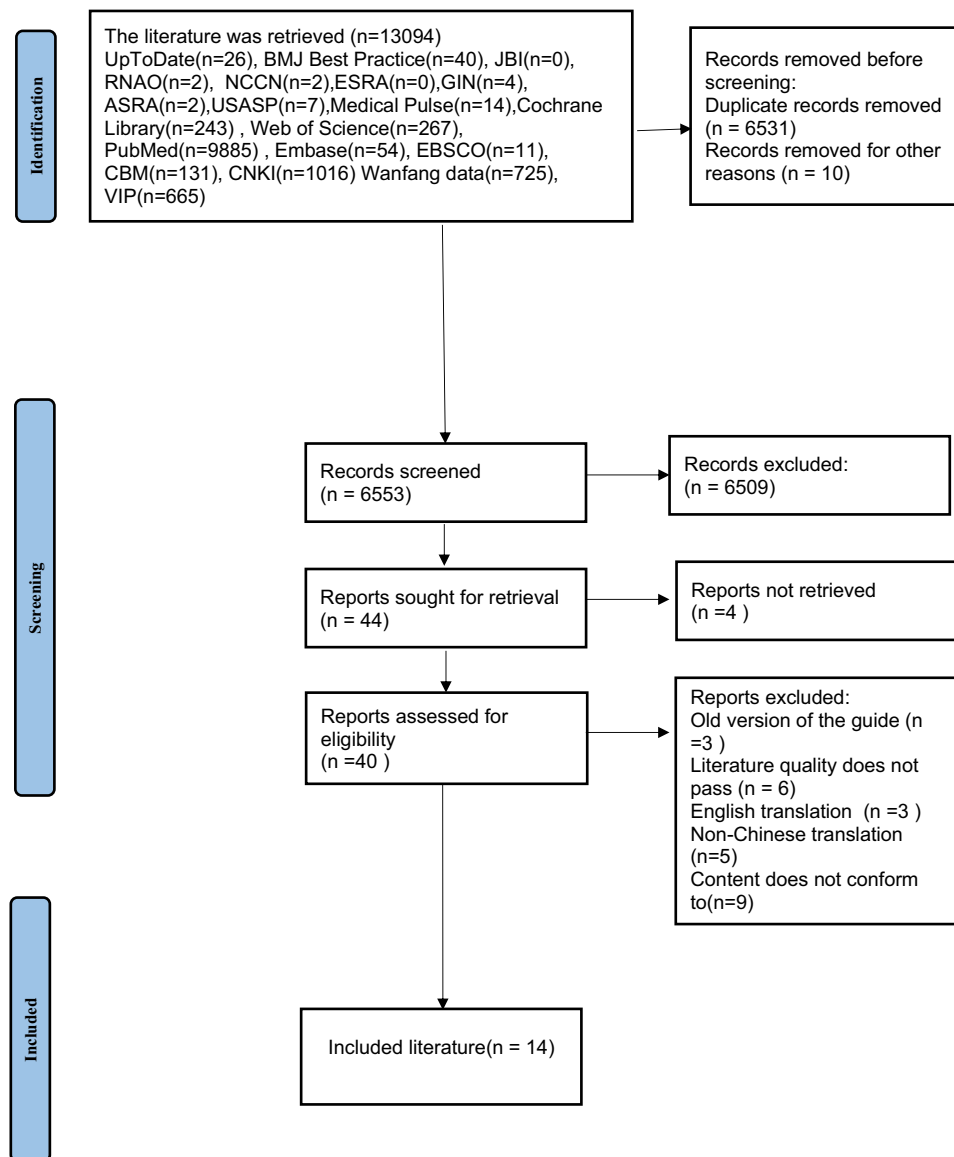 Identification
The literature was retrieved (n=13094)
UpToDate(n=26), BMJ Best Practice(n=40), JBI(n=0),
RNAO(n=2), NCCN(n=2),ESRA(n=0),GIN(n=4),
ASRA(n=2),USASP(n=7),Medical Pulse(n=14),Cochrane
Library(n=243) , Web of Science(n=267),
PubMed(n=9885) , Embase(n=54), EBSCO(n=11),
CBM(n=131), CNKI(n=1016) Wanfang data(n=725),
VIP(n=665)
Records removed before
screening:
Duplicate records removed
(n = 6531)
Records removed for other
reasons (n = 10)
Screening
Records screened
(n = 6553)
Records excluded:
(n = 6509)
Reports sought for retrieval
(n = 44)
Reports not retrieved
(n =4 )
Reports assessed for
eligibility
(n =40 )
Reports excluded:
Old version of the guide (n
=3 )
Literature quality does not
pass (n = 6)
English translation (n =3 )
Non-Chinese translation
(n=5)
Content does not conform
to(n=9)
Included
Included literature(n = 14)